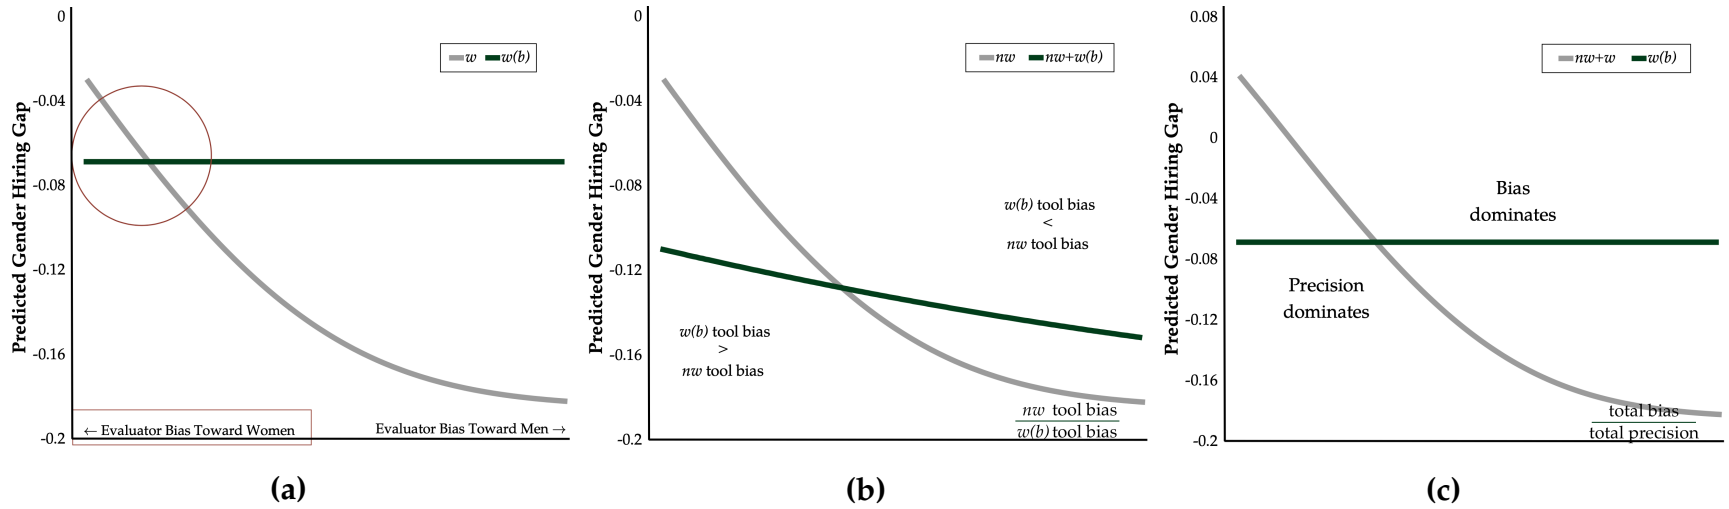 Predicted Gender Hiring Gap
0
-0.04
-0.08
-0.12
-0.16
-0.2
w w(b)
← Evaluator Bias Toward Women
Evaluator Bias Toward Men →
(a)
Predicted Gender Hiring Gap
0
-0.04
-0.08
-0.12
-0.16
-0.2
nw nw+w(b)
w(b) tool bias
<
nw tool bias
w(b) tool bias
>
nw tool bias
nw tool bias
w(b) tool bias
(b)
Predicted Gender Hiring Gap
0.08
0.04
0
-0.04
-0.08
-0.12
-0.16
-0.2
nw+w w(b)
Bias
dominates
Precision
dominates
total bias
total precision
(c)